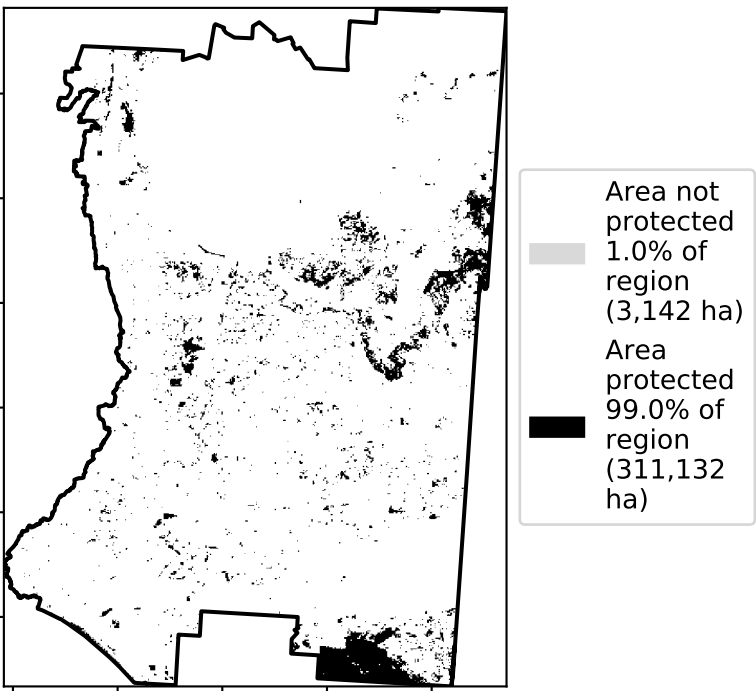 Area not
protected
1.0% of
region
(3,142 ha)
Area
protected
99.0% of
region
(311,132
ha)